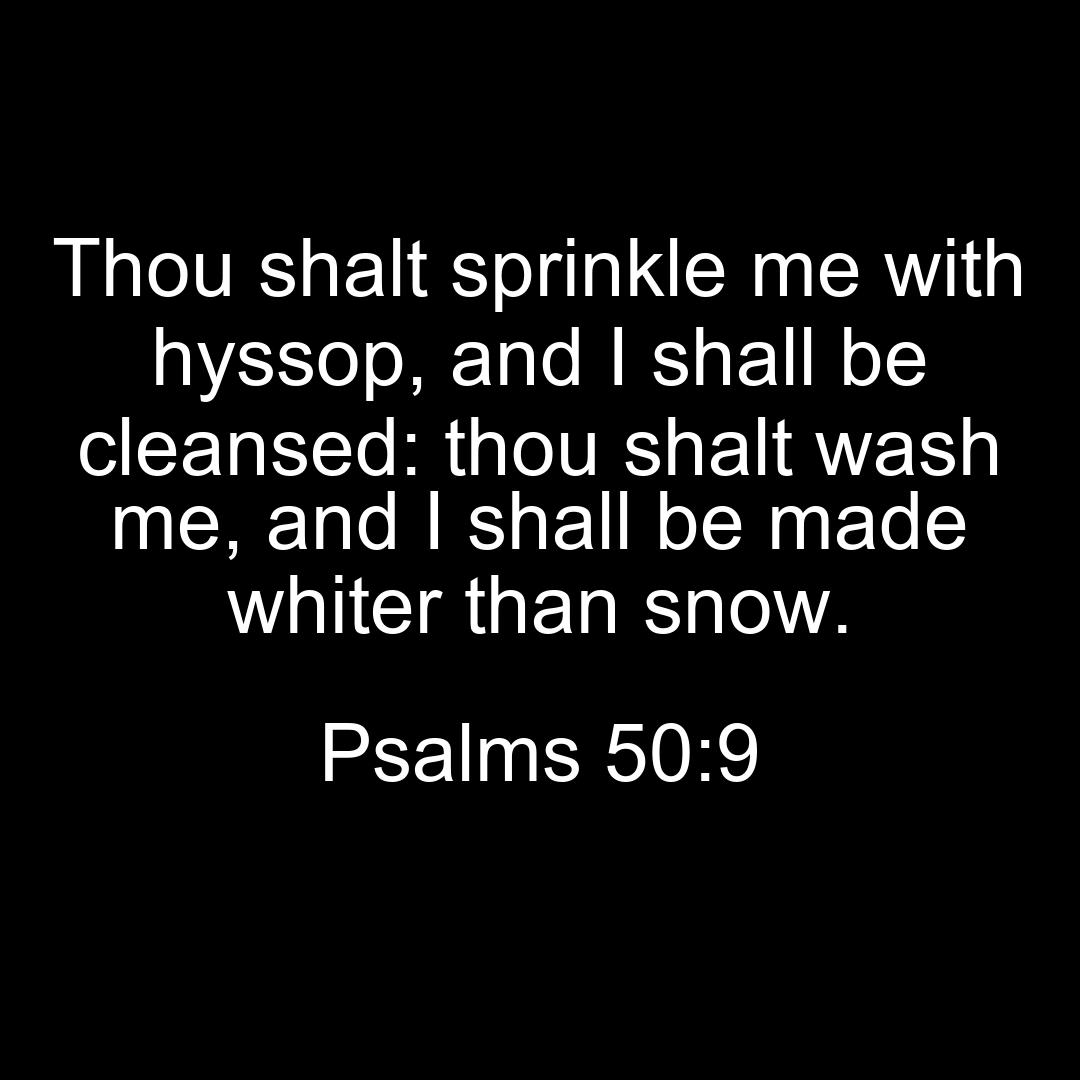 Thou shalt sprinkle me with
hyssop, and I shall be
cleansed: thou shalt wash
me, and I shall be made
whiter than snow.
Psalms 50:9